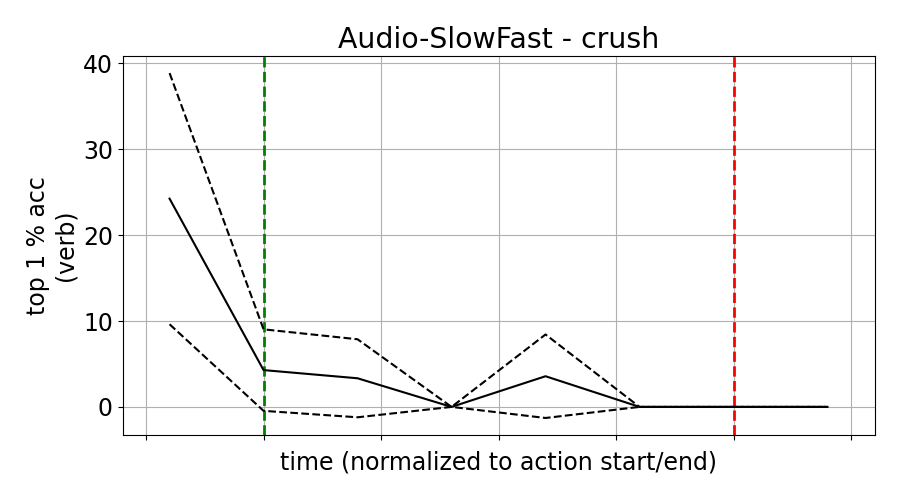 Audio-SlowFast - crush
40
30
20
10
0
top 1 % acc
(verb)
time (normalized to action start/end)